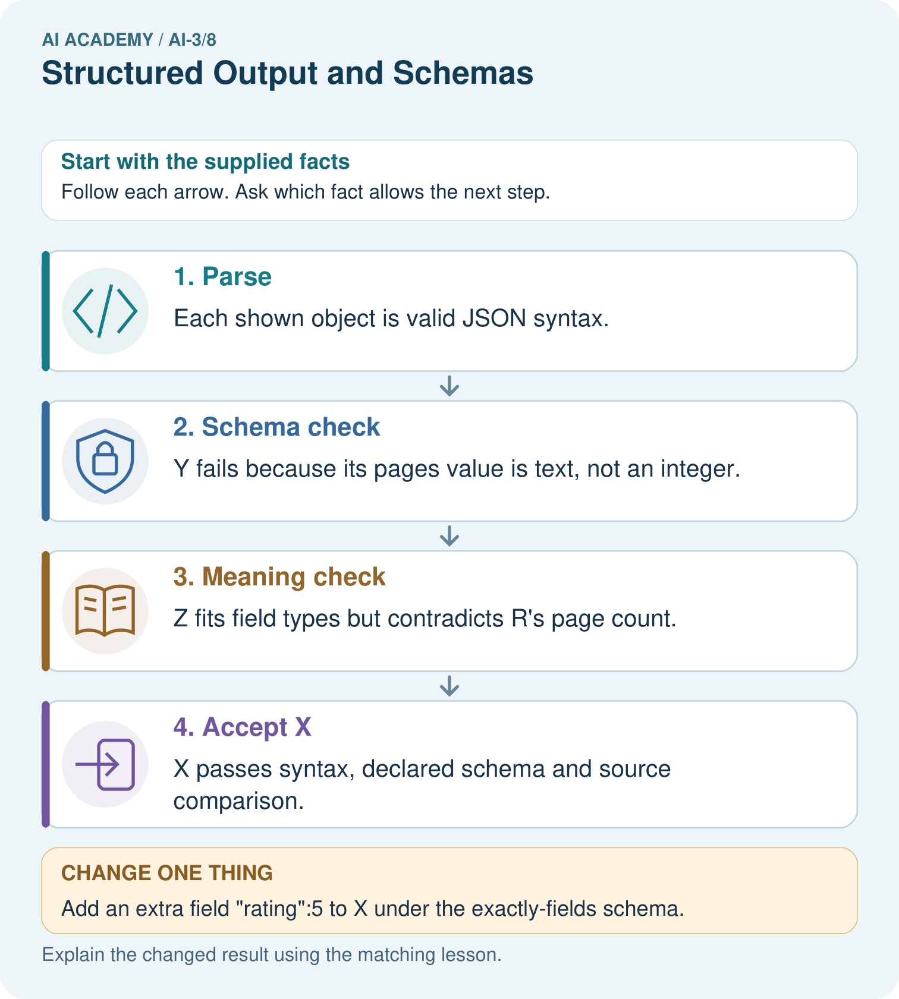 AI ACADEMY / AI-3/8
Structured Output and Schemas
Start with the supplied facts
Follow each arrow. Ask which fact allows the next step.
1. Parse
Each shown object is valid JSON syntax.
2. Schema check
Y fails because its pages value is text, not an integer.
3. Meaning check
Z fits field types but contradicts R's page count.
4. Accept X
X passes syntax, declared schema and source
comparison.
CHANGE ONE THING
Add an extra field "rating":5 to X under the exactly-fields schema.
Explain the changed result using the matching lesson.